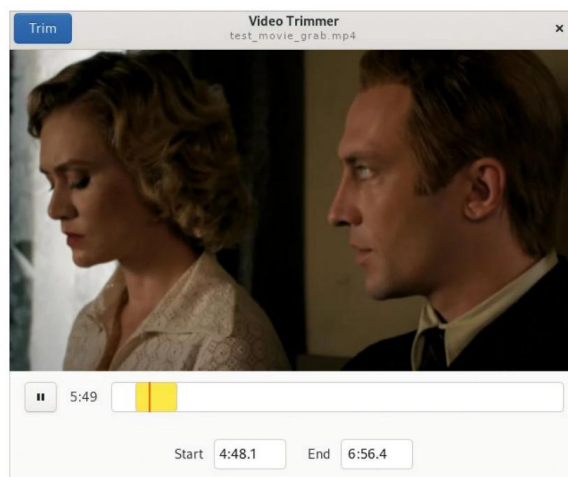 Trim
Video Trimmer
test_movie_grab.mp4
5:49
Start 4:48.1 End 6:56.4